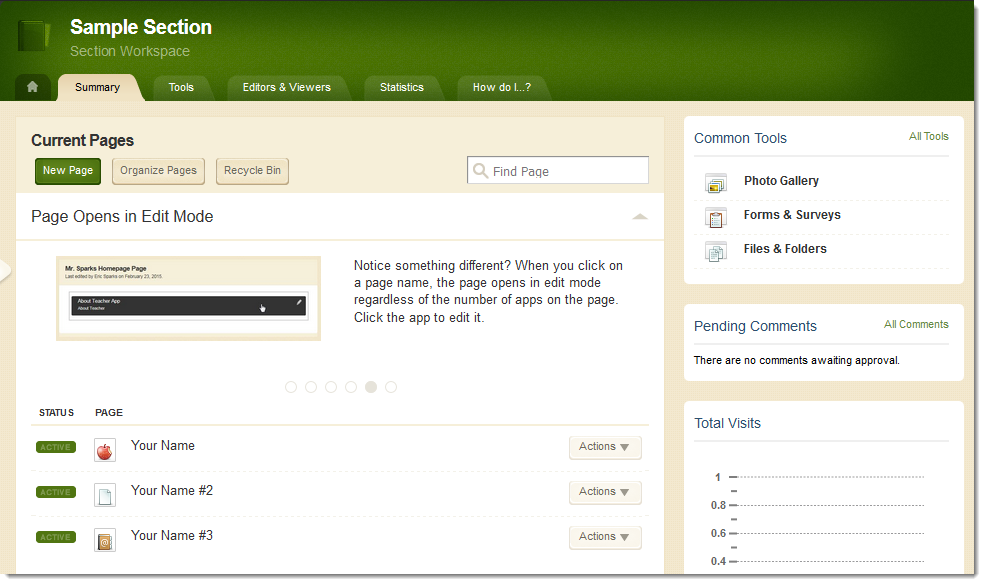 Sample Section
Section Workspace
Summary
Tools
Editors & Viewers
Statistics
How do I...?
Current Pages
New Page
Organize Pages
Recycle Bin
Find Page
Page Opens in Edit Mode
Mr. Sparks Homepage Page
Last edited by Eric Sparks on February 23, 2015.
About Teacher App
About Teacher
Notice something different? When you click on
a page name, the page opens in edit mode
regardless of the number of apps on the page.
Click the app to edit it.
STATUS PAGE
ACTIVE Your Name Actions
ACTIVE Your Name #2 Actions
ACTIVE Your Name #3 Actions
Common Tools All Tools
Photo Gallery
Forms & Surveys
Files & Folders
Pending Comments All Comments
There are no comments awaiting approval.
Total Visits
1
0.8
0.6
0.4